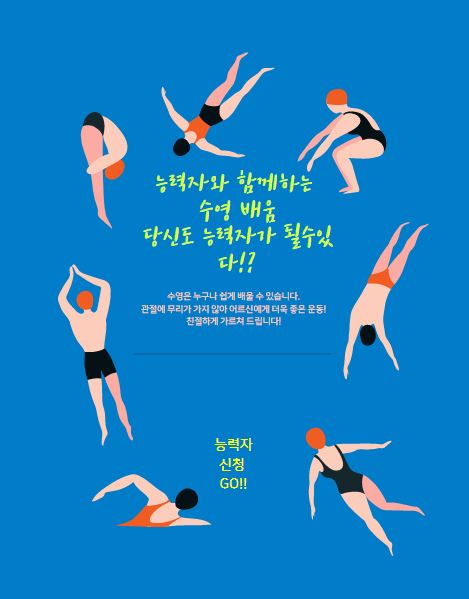 능력자와 함께하는
수영 배움
당신도 능력자가 될수있
다!?
수영은 누구나 쉽게 배울 수 있습니다.
관절에 무리가 가지 않아 어르신에게 더욱 좋은 운동!
친절하게 가르쳐 드립니다!
능력자
신청
GO!!